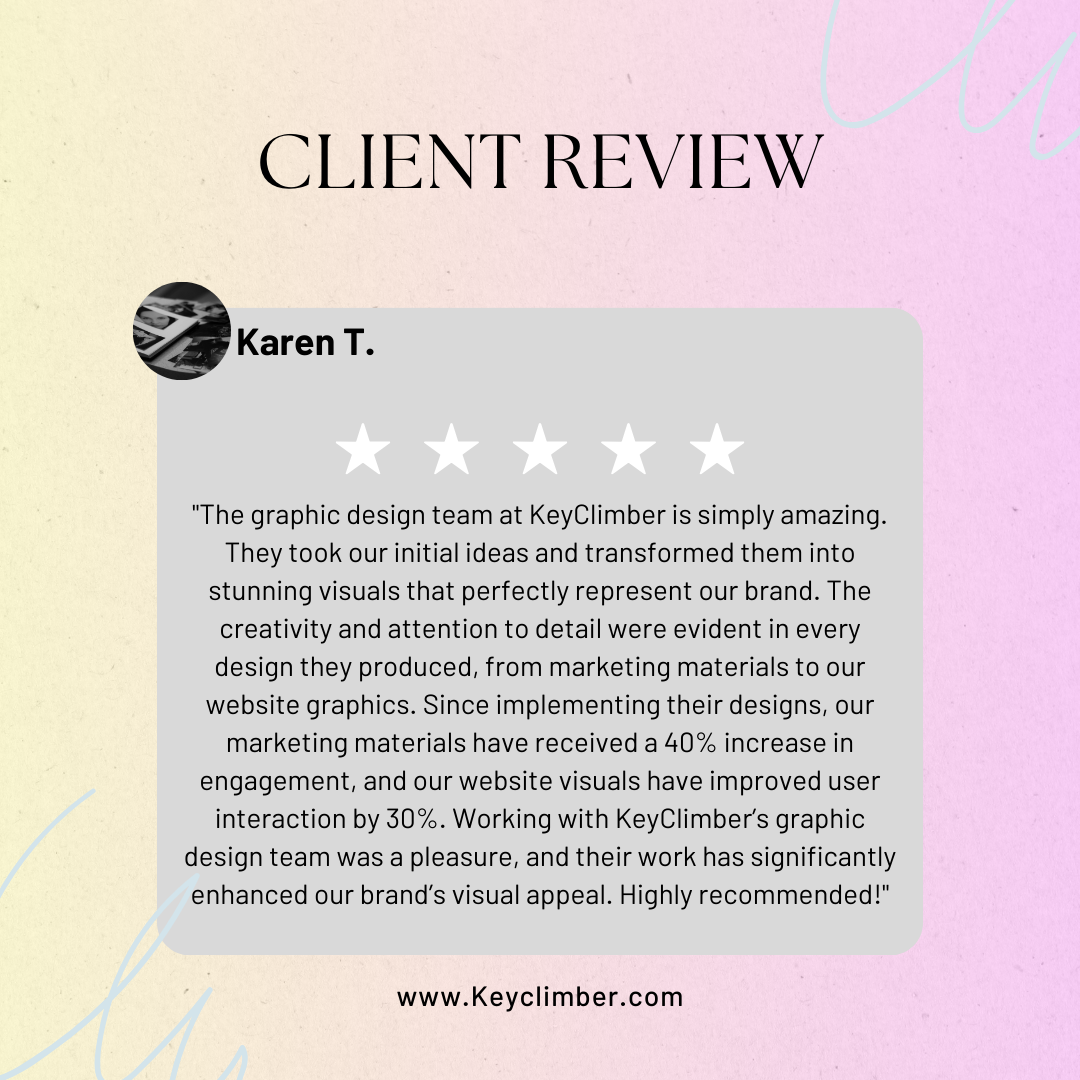 CLIENT REVIEW
Karen T.
"The graphic design team at KeyClimber is simply amazing.
They took our initial ideas and transformed them into
stunning visuals that perfectly represent our brand. The
creativity and attention to detail were evident in every
design they produced, from marketing materials to our
website graphics. Since implementing their designs, our
marketing materials have received a 40% increase in
engagement, and our website visuals have improved user
interaction by 30%. Working with KeyClimber’s graphic
design team was a pleasure, and their work has significantly
enhanced our brand’s visual appeal. Highly recommended!"
www.Keyclimber.com